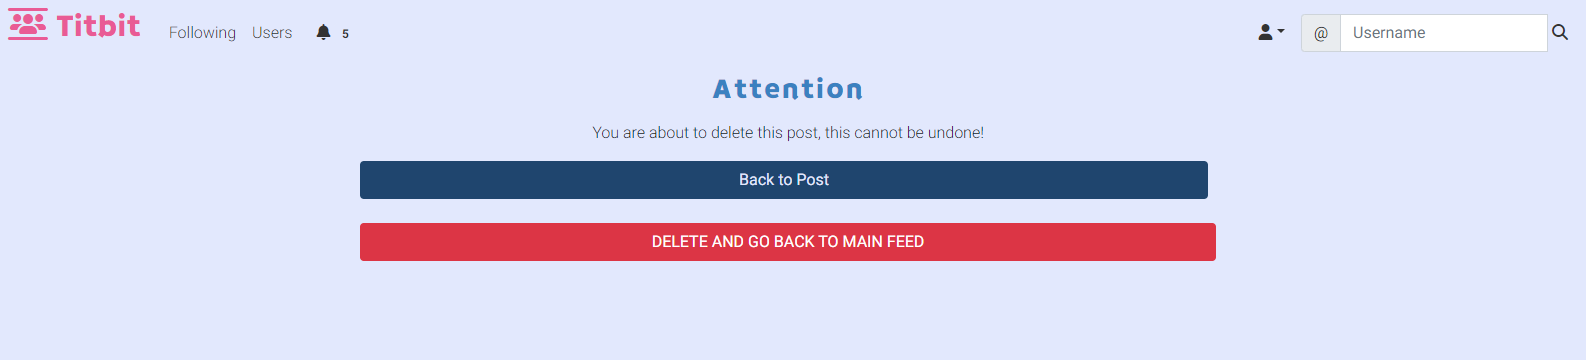 Titbit Following Users 5 @ Username
Attention
You are about to delete this post, this cannot be undone!
Back to Post
DELETE AND GO BACK TO MAIN FEED